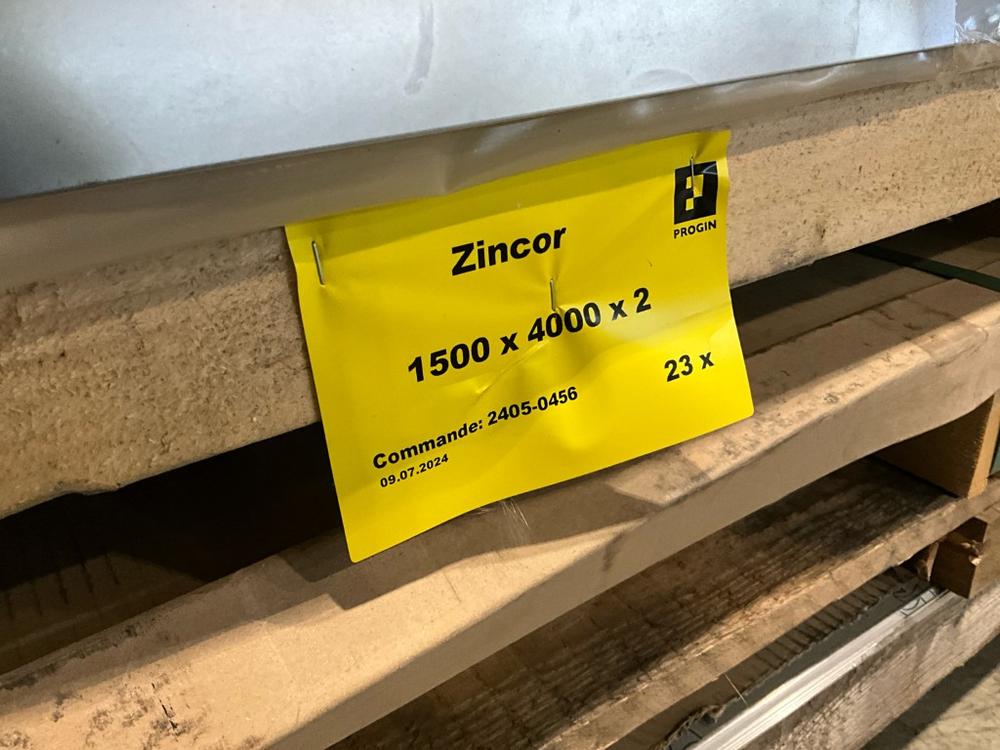 PROGIN
Zincor
1500 x 4000 x 2
23 x
Commande: 2405-0456
09.07.2024